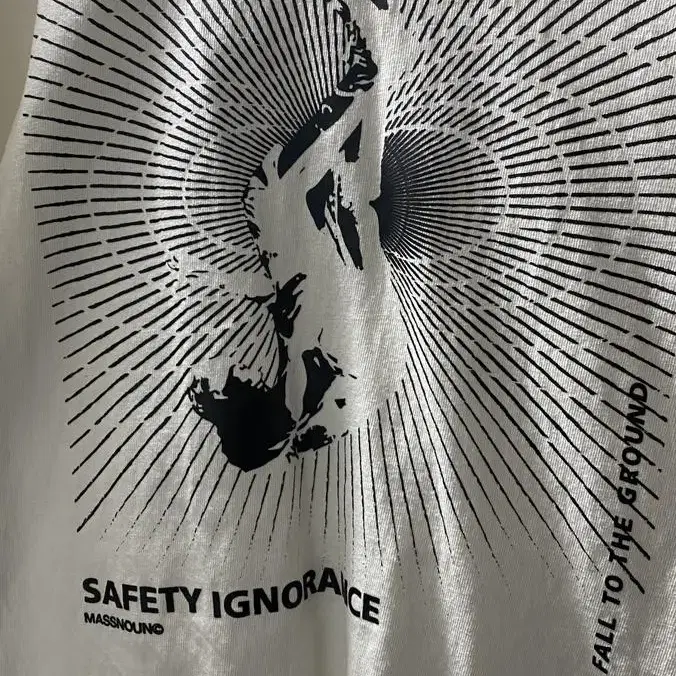 SAFETY IGNORANCE
MASSNOUN©
FALL TO THE GROUND